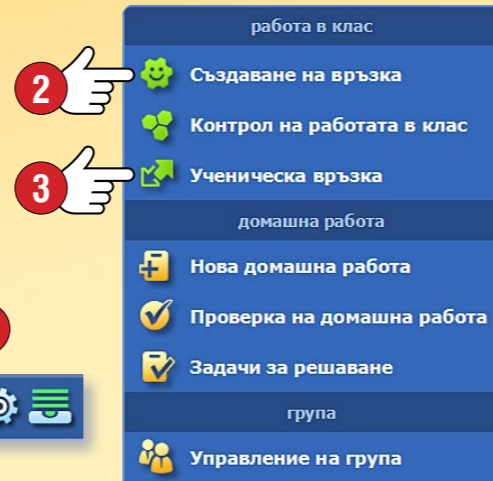 работа в клас
2
Създаване на връзка
Контрол на работата в клас
3
Ученическа връзка
домашна работа
Нова домашна работа
Проверка на домашна работа
Задачи за решаване
група
Управление на група